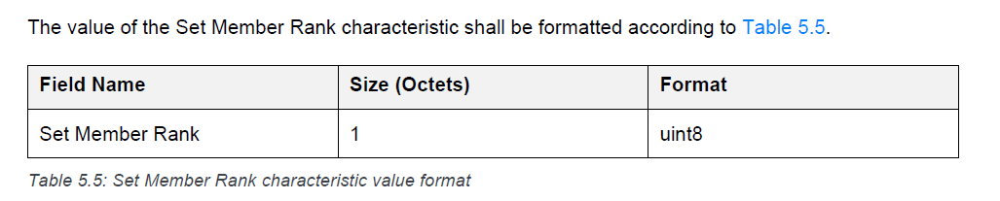 The value of the Set Member Rank characteristic shall be formatted according to Table 5.5.
Field Name Size (Octets) Format
Set Member Rank 1 uint8
Table 5.5: Set Member Rank characteristic value format